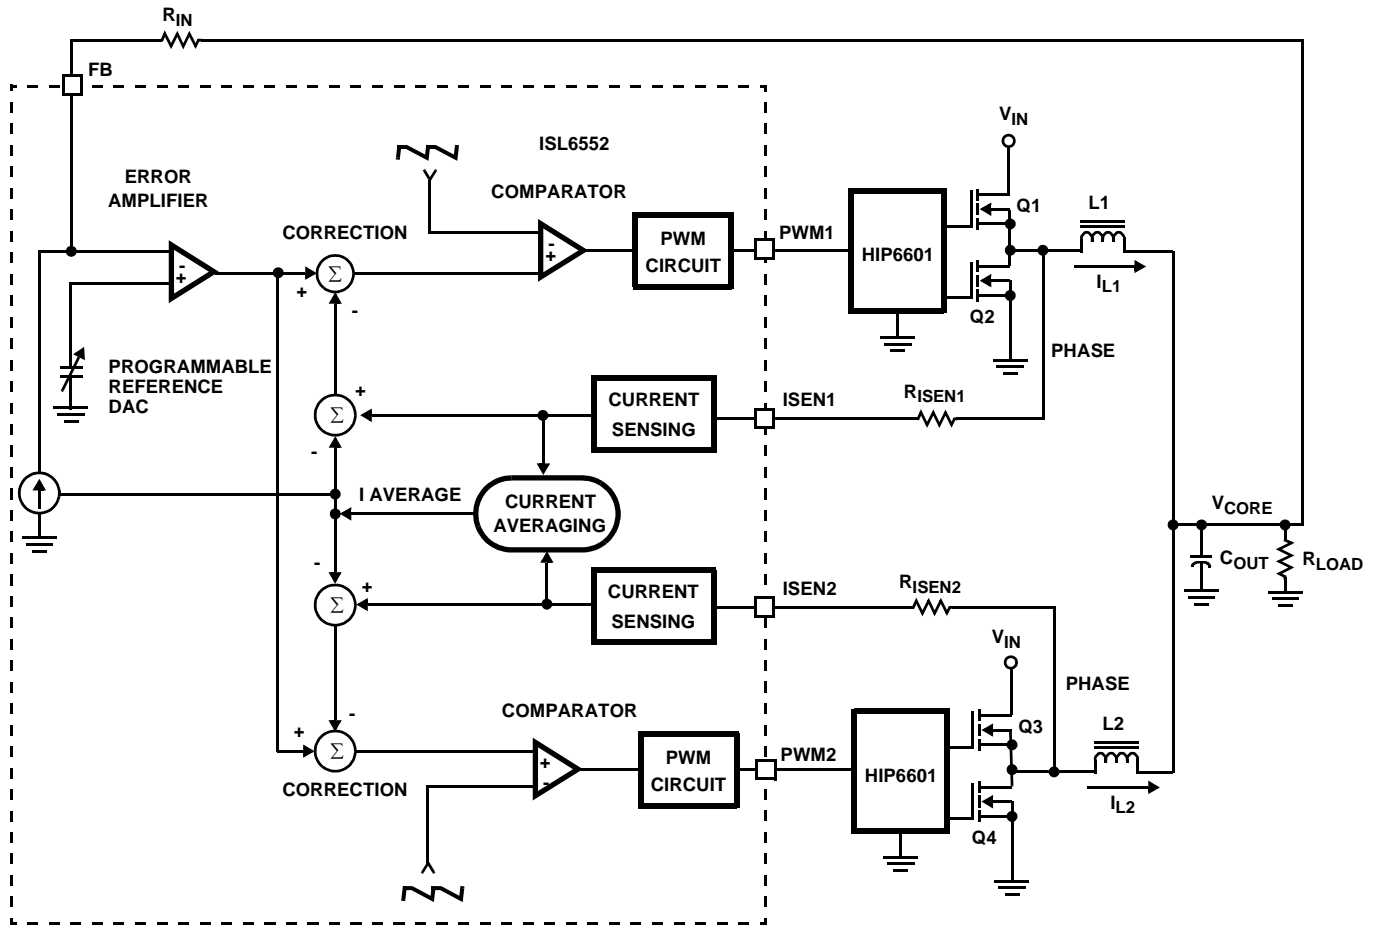 RIN
FB
ISL6552
VIN
ERROR
AMPLIFIER
COMPARATOR
CORRECTION
-
+
+
Σ
-
-
+
PWM
CIRCUIT
PWM1
HIP6601
Q1
Q2
L1
IL1
PHASE
PROGRAMMABLE
REFERENCE
DAC
+
Σ
-
CURRENT
SENSING
ISEN1
RISEN1
I AVERAGE
CURRENT
AVERAGING
VCORE
COUT
RLOAD
-
Σ
+
CURRENT
SENSING
ISEN2
RISEN2
VIN
PHASE
COMPARATOR
-
+
Σ
CORRECTION
+
-
PWM
CIRCUIT
PWM2
HIP6601
Q3
Q4
L2
IL2